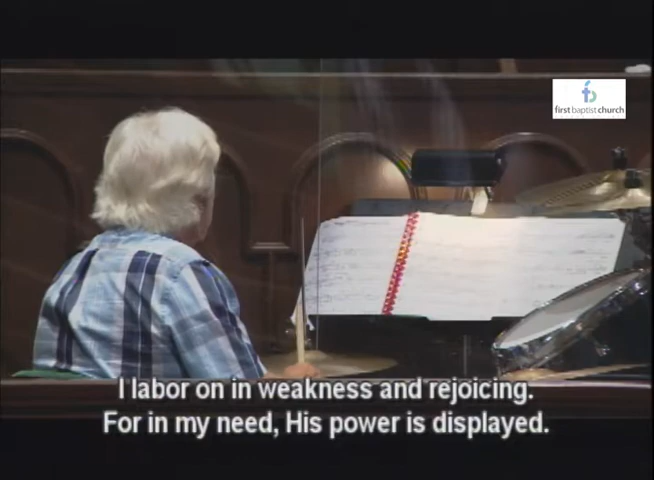 first baptist church
I labor on in weakness and rejoicing.
For in my need, His power is displayed.